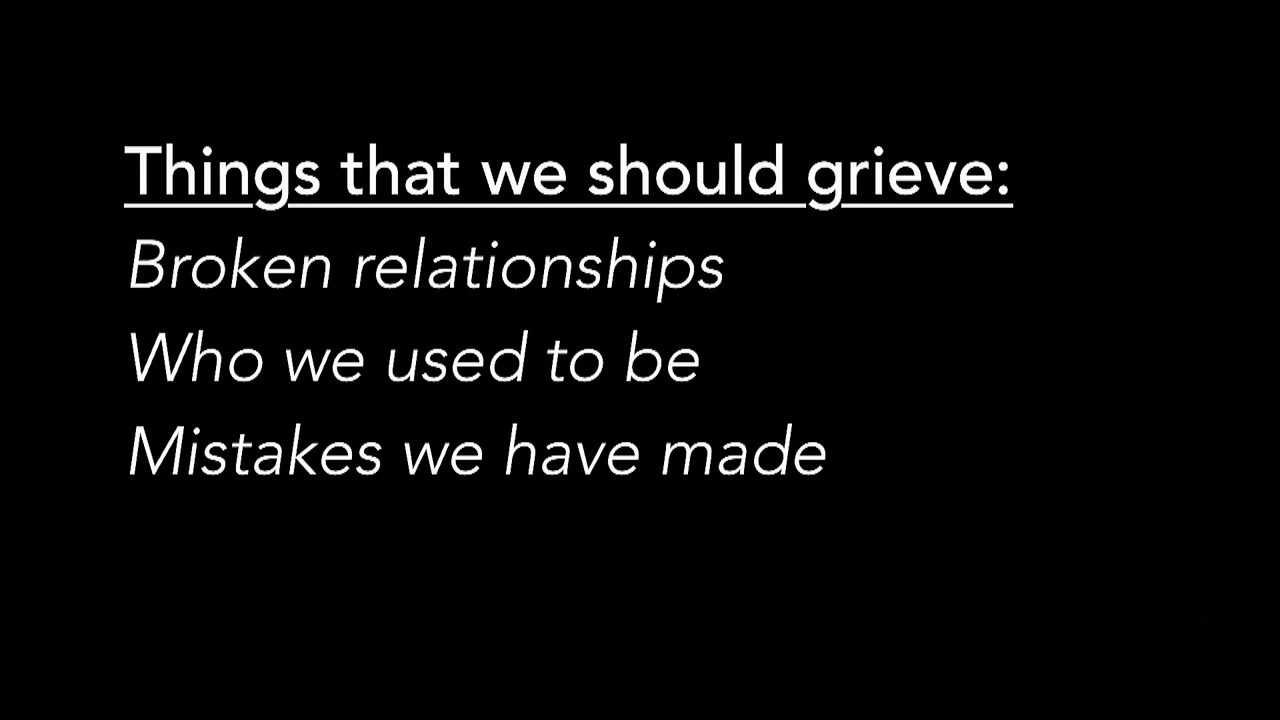 Things that we should grieve:
Broken relationships
Who we used to be
Mistakes we have made